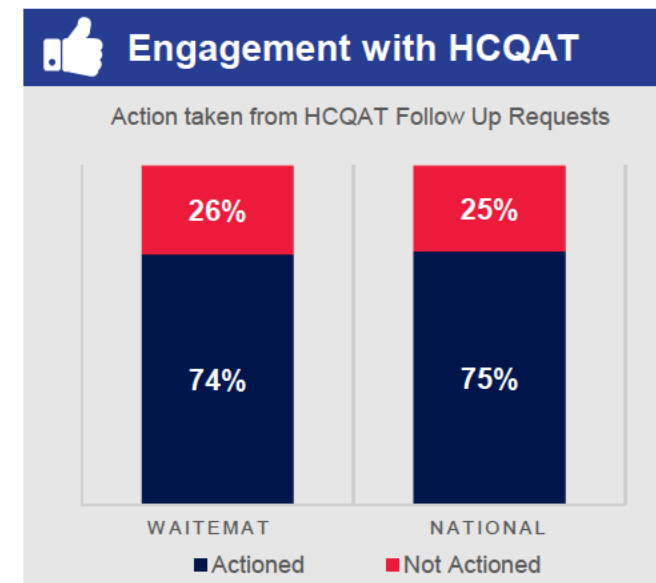 Engagement with HCQAT
Action taken from HCQAT Follow Up Requests
26% 25%
74% 75%
WAITEMAT NATIONAL
Actioned Not Actioned